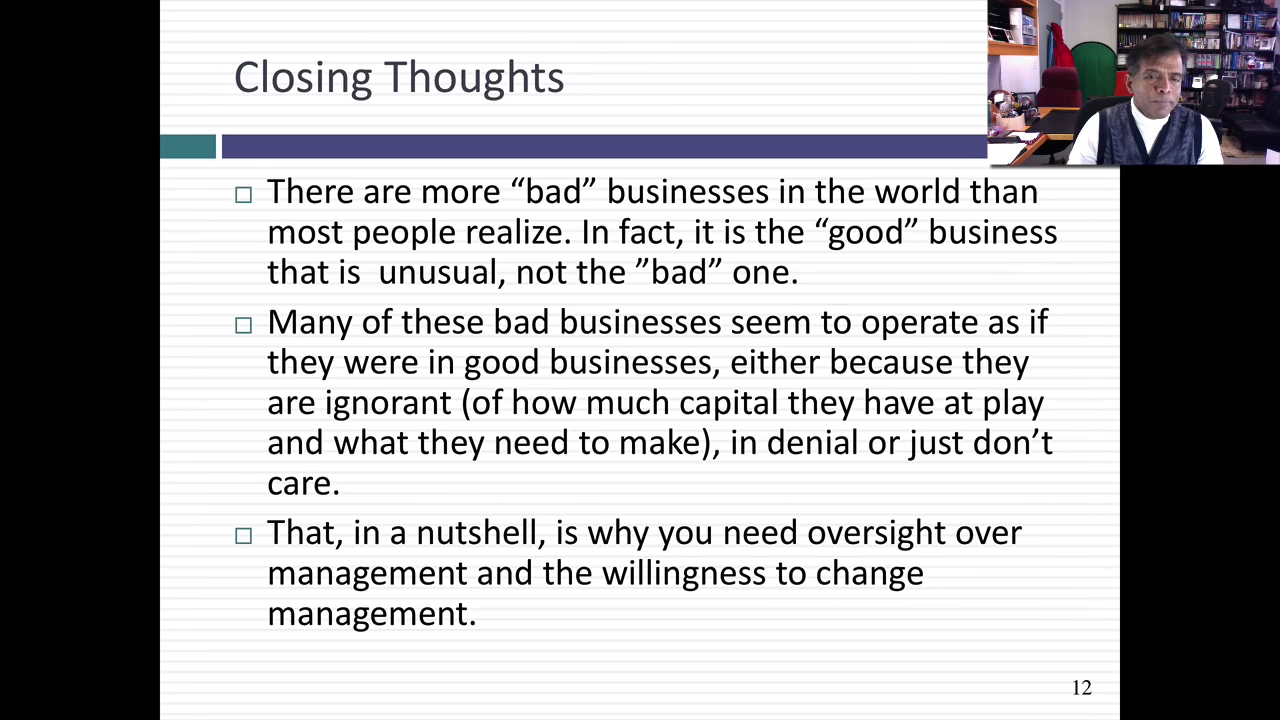 Closing Thoughts
There are more “bad” businesses in the world than
most people realize. In fact, it is the “good” business
that is  unusual, not the ”bad” one.
Many of these bad businesses seem to operate as if
they were in good businesses, either because they
are ignorant (of how much capital they have at play
and what they need to make), in denial or just don’t
care.
That, in a nutshell, is why you need oversight over
management and the willingness to change
management.
12